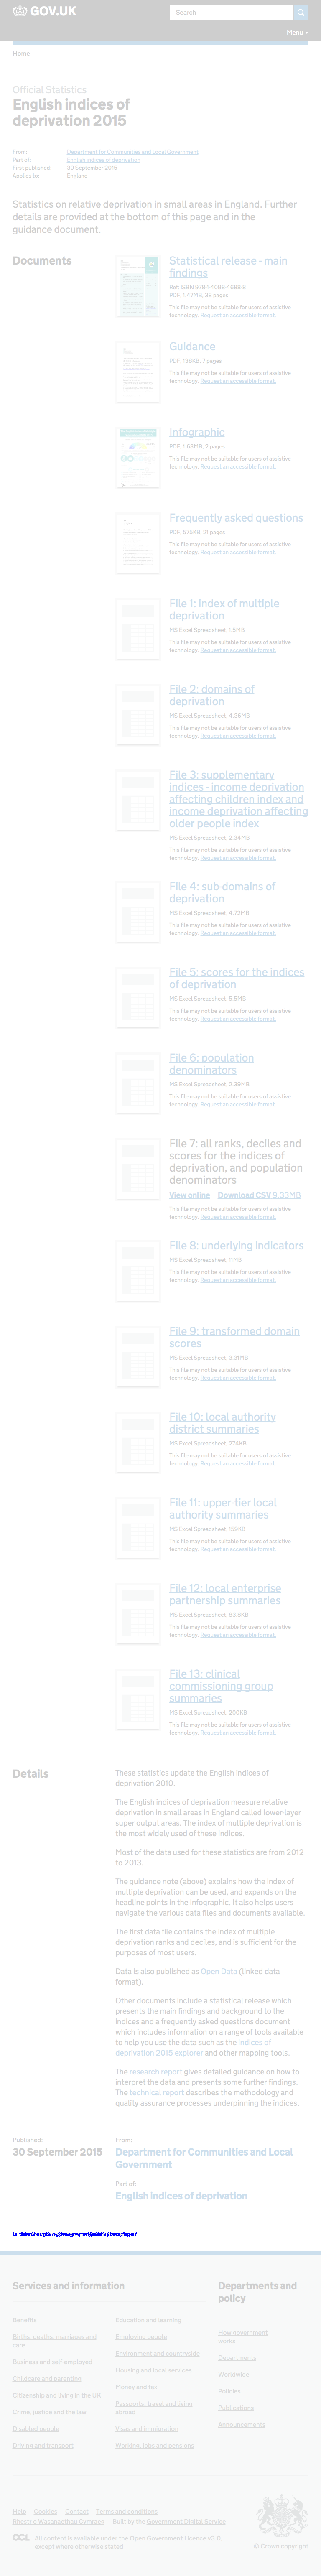 GOV.UK
Search
Menu
Home
Official Statistics
English indices of
deprivation 2015
From: Department for Communities and Local Government
Part of: English indices of deprivation
First published: 30 September 2015
Applies to: England
Statistics on relative deprivation in small areas in England. Further
details are provided at the bottom of this page and in the
guidance document.
Documents
Statistical release - main
findings
PDF, 1.47MB, 38 pages
This file may not be suitable for users of assistive
technology. Request an accessible format.
Guidance
PDF, 138KB, 7 pages
This file may not be suitable for users of assistive
technology. Request an accessible format.
Infographic
PDF, 1.63MB, 2 pages
This file may not be suitable for users of assistive
technology. Request an accessible format.
Frequently asked questions
PDF, 575KB, 21 pages
This file may not be suitable for users of assistive
technology. Request an accessible format.
File 1: index of multiple
deprivation
MS Excel Spreadsheet, 1.5MB
This file may not be suitable for users of assistive
technology. Request an accessible format.
File 2: domains of
deprivation
MS Excel Spreadsheet, 4.36MB
This file may not be suitable for users of assistive
technology. Request an accessible format.
File 3: supplementary
indices - income deprivation
affecting children index and
income deprivation affecting
older people index
MS Excel Spreadsheet, 2.34MB
This file may not be suitable for users of assistive
technology. Request an accessible format.
File 4: sub-domains of
deprivation
MS Excel Spreadsheet, 4.72MB
This file may not be suitable for users of assistive
technology. Request an accessible format.
File 5: scores for the indices
of deprivation
MS Excel Spreadsheet, 5.5MB
This file may not be suitable for users of assistive
technology. Request an accessible format.
File 6: population
denominators
MS Excel Spreadsheet, 2.39MB
This file may not be suitable for users of assistive
technology. Request an accessible format.
File 7: all ranks, deciles and
scores for the indices of
deprivation, and population
denominators
View online Download CSV 9.33MB
This file may not be suitable for users of assistive
technology. Request an accessible format.
File 8: underlying indicators
MS Excel Spreadsheet, 11MB
This file may not be suitable for users of assistive
technology. Request an accessible format.
File 9: transformed domain
scores
MS Excel Spreadsheet, 3.31MB
This file may not be suitable for users of assistive
technology. Request an accessible format.
File 10: local authority
district summaries
MS Excel Spreadsheet, 274KB
This file may not be suitable for users of assistive
technology. Request an accessible format.
File 11: upper-tier local
authority summaries
MS Excel Spreadsheet, 155KB
This file may not be suitable for users of assistive
technology. Request an accessible format.
File 12: local enterprise
partnership summaries
MS Excel Spreadsheet, 83.8KB
This file may not be suitable for users of assistive
technology. Request an accessible format.
File 13: clinical
commissioning group
summaries
MS Excel Spreadsheet, 200KB
This file may not be suitable for users of assistive
technology. Request an accessible format.
Details
These statistics update the English indices of
deprivation 2010.
The English indices of deprivation measure relative
deprivation in small areas in England called lower-layer
super output areas. The index of multiple deprivation is
the most widely used of these indices.
Most of the data used for these statistics are from 2012
to 2013.
The guidance note (above) explains how the index of
multiple deprivation can be used, and expands on the
headline points in the infographic. It also helps users
navigate the various data files and documents available.
The first data file contains the index of multiple
deprivation ranks and deciles, and is sufficient for the
purposes of most users.
Data is also published as Open Data (linked data
format).
Other documents include a statistical release which
presents the main findings and background to the
indices and a frequently asked questions document
which includes information on a range of tools available
to help you use the data such as the indices of
deprivation 2015 explorer and other mapping tools.
The research report gives detailed guidance on how to
interpret the data and presents some further findings.
The technical report describes the methodology and
quality assurance processes underpinning the indices.
Published:
30 September 2015
From:
Department for Communities and Local
Government
Part of:
English indices of deprivation
Services and information
Benefits
Births, deaths, marriages and
care
Business and self-employed
Childcare and parenting
Citizenship and living in the UK
Crime, justice and the law
Disabled people
Driving and transport
Education and learning
Employing people
Environment and countryside
Housing and local services
Money and tax
Passports, travel and living
abroad
Visas and immigration
Working, jobs and pensions
Departments and
policy
How government
works
Departments
Worldwide
Policies
Publications
Announcements
Help Cookies Contact Terms and conditions
Rhestr o Wasanaethau Cymraeg Built by the Government Digital Service
OGL All content is available under the Open Government Licence v3.0,
except where otherwise stated
© Crown copyright